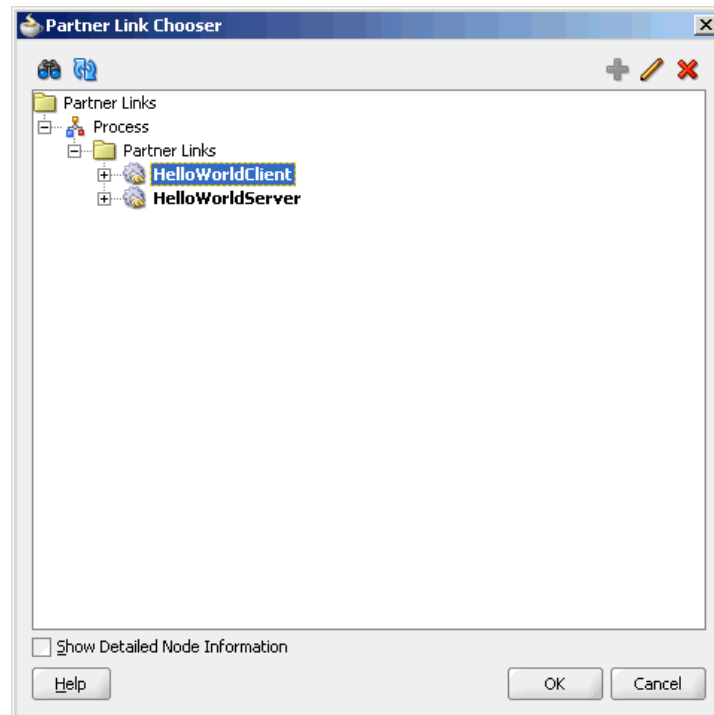 Partner Link Chooser
Partner Links
Process
Partner Links
HelloWorldClient
HelloWorldServer
Show Detailed Node Information
Help OK Cancel